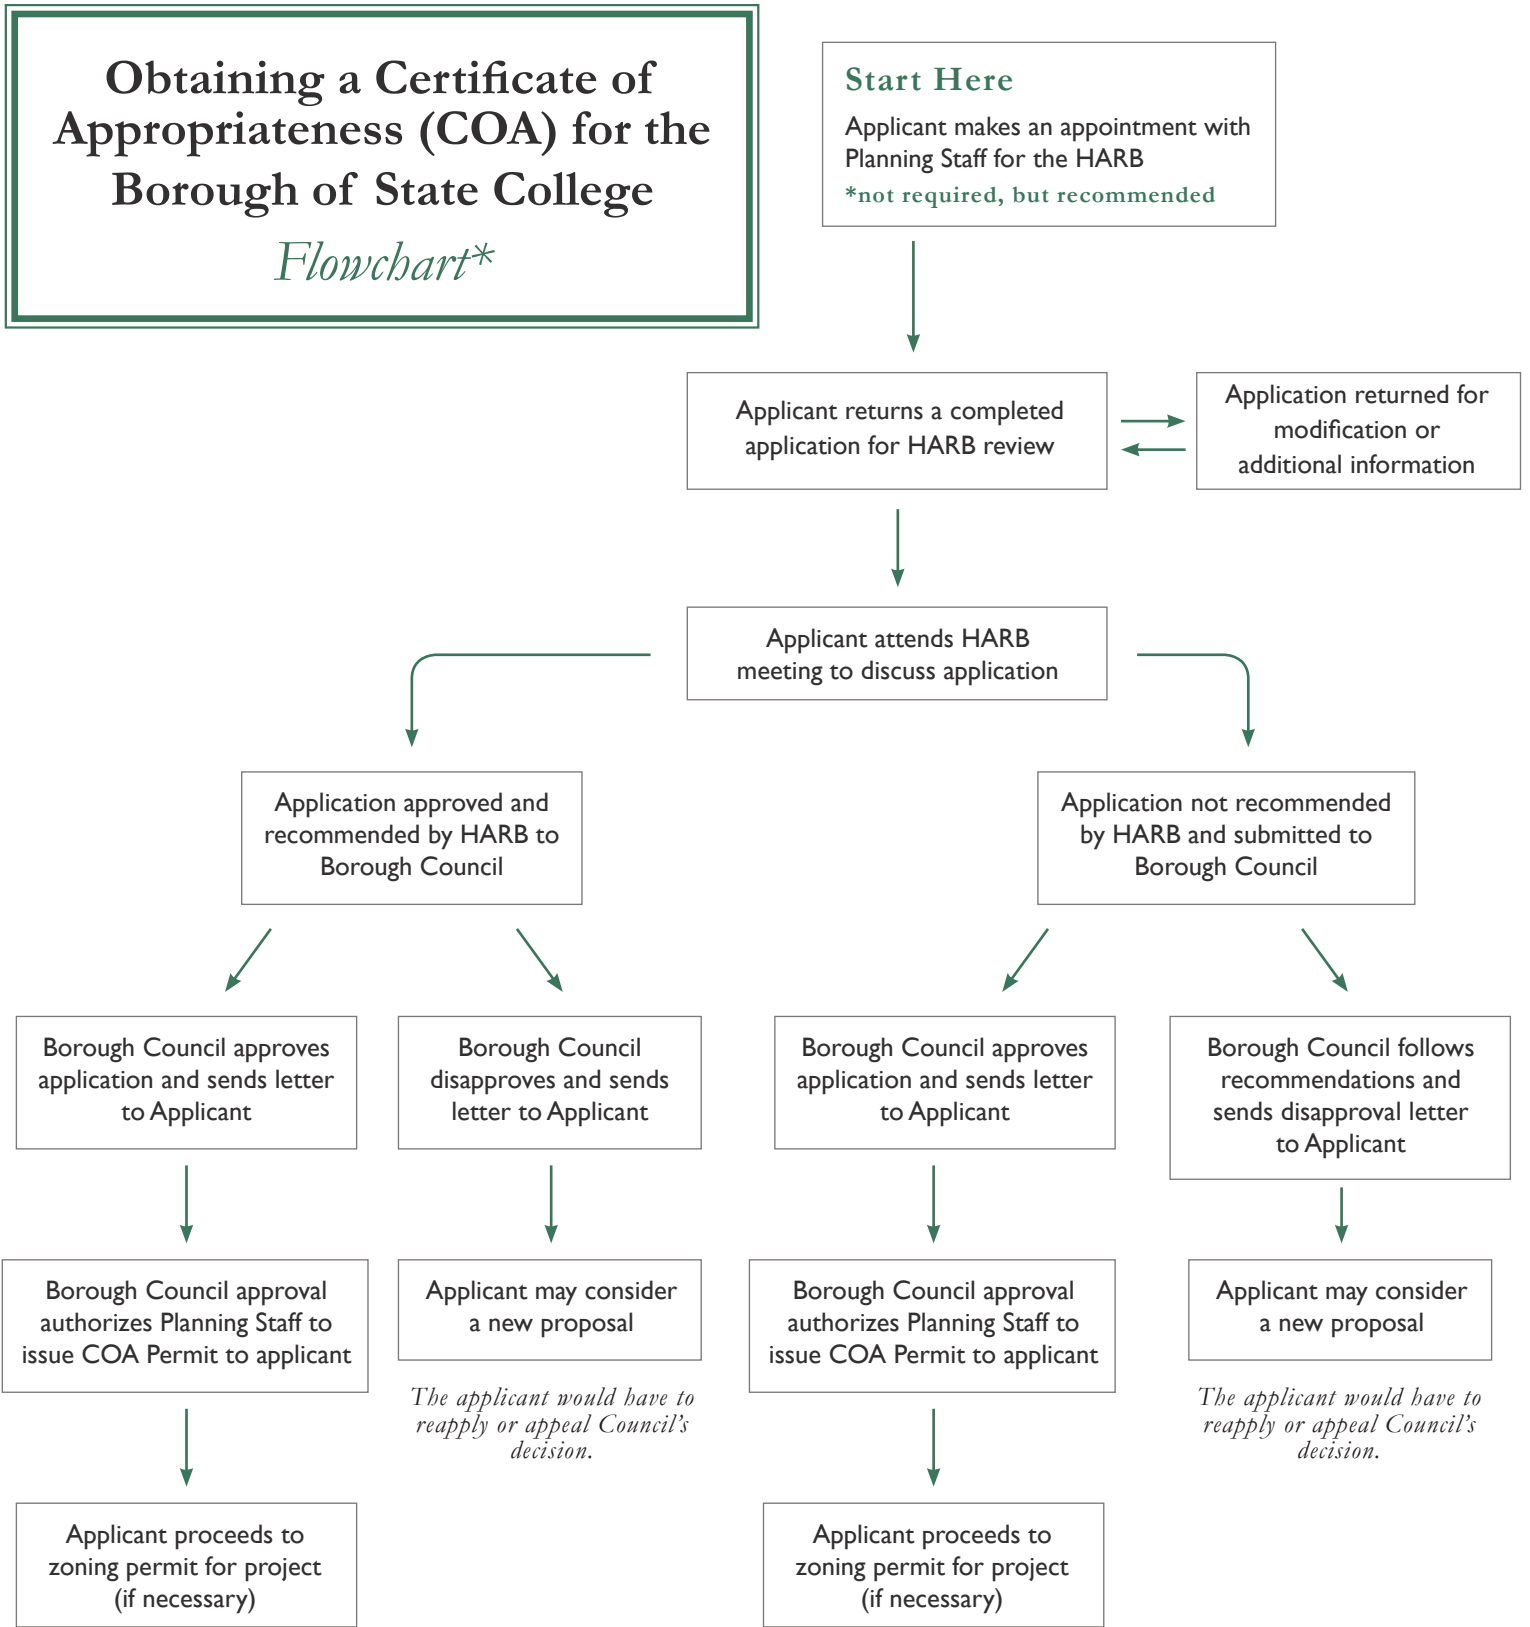 Obtaining a Certificate of
Appropriateness (COA) for the
Borough of State College
Flowchart*
Start Here
Applicant makes an appointment with
Planning Staff for the HARB
*not required, but recommended
Applicant returns a completed
application for HARB review
Application returned for
modification or
additional information
Applicant attends HARB
meeting to discuss application
Application approved and
recommended by HARB to
Borough Council
Application not recommended
by HARB and submitted to
Borough Council
Borough Council approves
application and sends letter
to Applicant
Borough Council
disapproves and sends
letter to Applicant
Borough Council approves
application and sends letter
to Applicant
Borough Council follows
recommendations and
sends disapproval letter
to Applicant
Borough Council approval
authorizes Planning Staff to
issue COA Permit to applicant
Applicant may consider
a new proposal
The applicant would have to
reapply or appeal Council's
decision.
Borough Council approval
authorizes Planning Staff to
issue COA Permit to applicant
Applicant may consider
a new proposal
The applicant would have to
reapply or appeal Council's
decision.
Applicant proceeds to
zoning permit for project
(if necessary)
Applicant proceeds to
zoning permit for project
(if necessary)